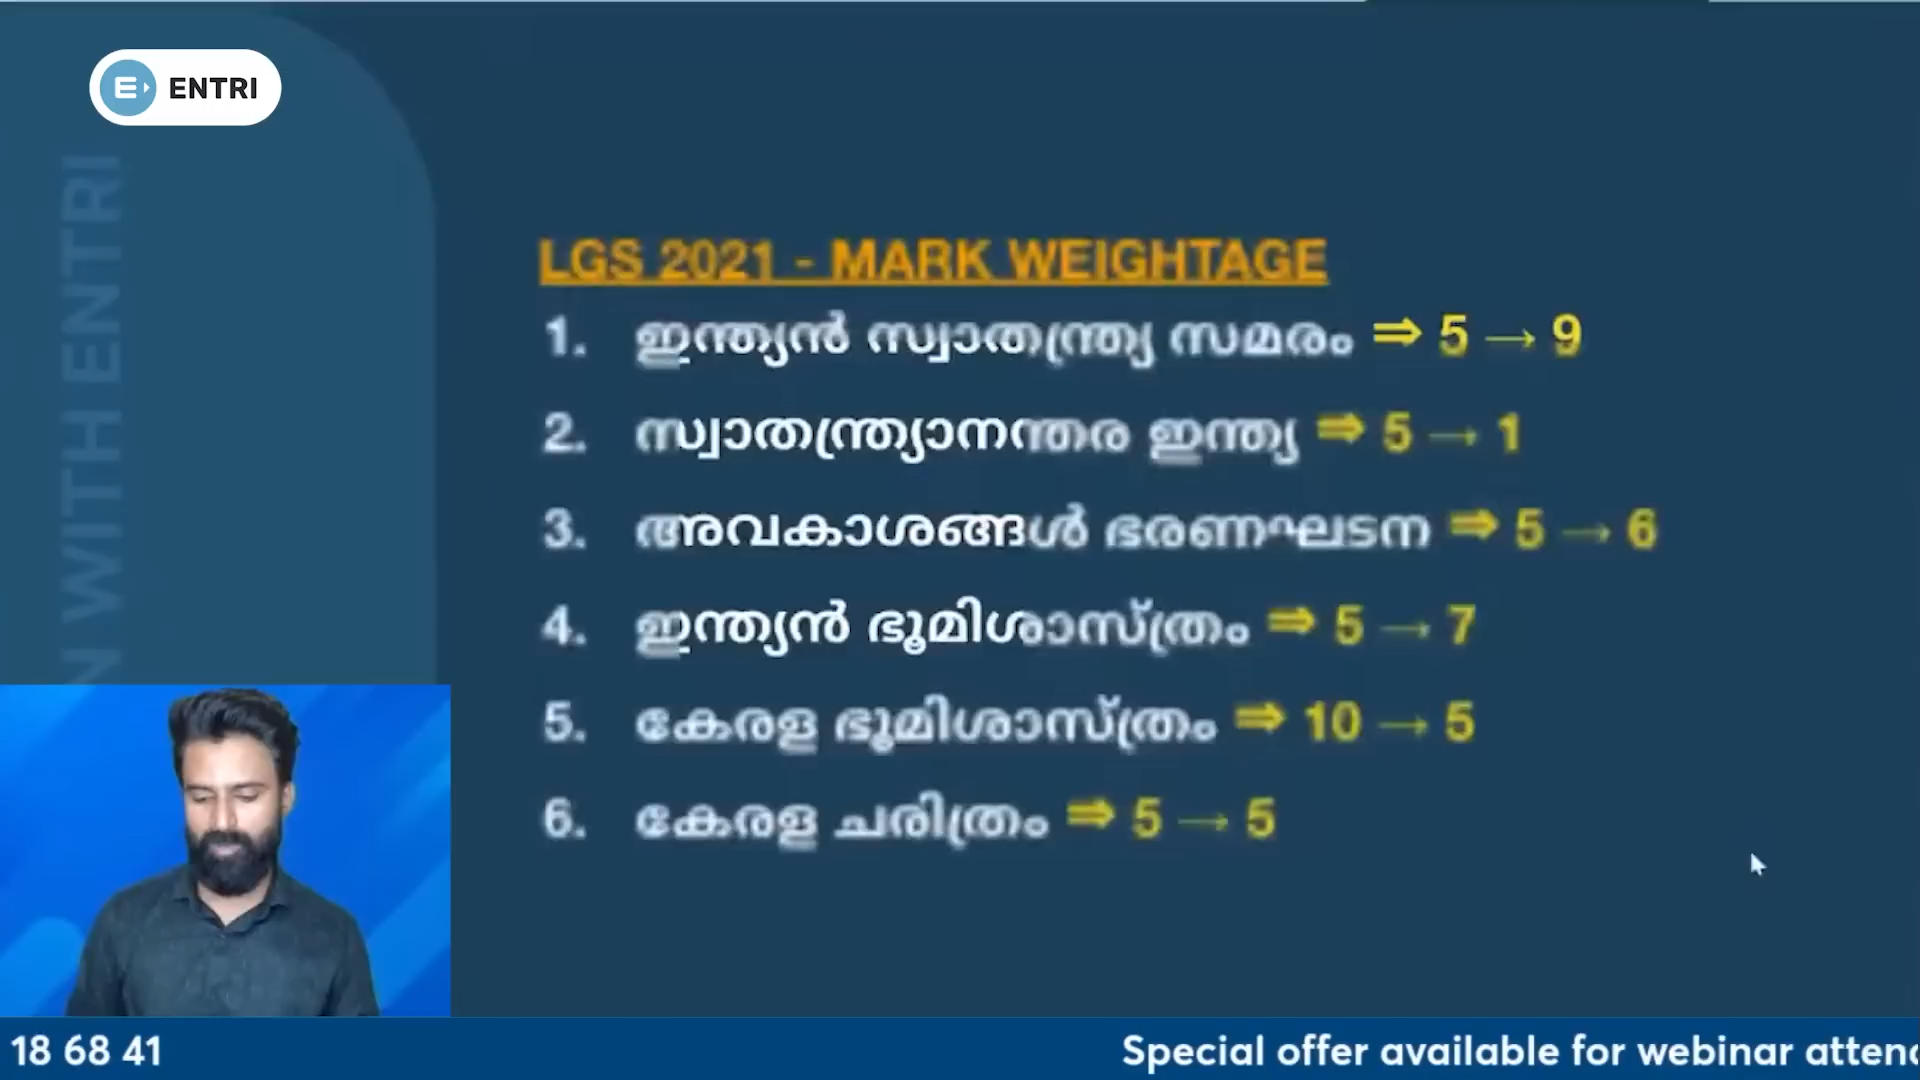 ENTRI
N WITH ENTRI
LGS 2021 - MARK WEIGHTAGE
1. ഇന്ത്യൻ സ്വാതന്ത്ര്യ സമരം ⇒ 5 → 9
2. സ്വാതന്ത്ര്യാനന്തര ഇന്ത്യ ⇒ 5 → 1
3. അവകാശങ്ങൾ ഭരണഘടന ⇒ 5 → 6
4. ഇന്ത്യൻ ഭൂമിശാസ്ത്രം ⇒ 5 → 7
5. കേരള ഭൂമിശാസ്ത്രം ⇒ 10 → 5
6. കേരള ചരിത്രം ⇒ 5 → 5
18 68 41
Special offer available for webinar atten